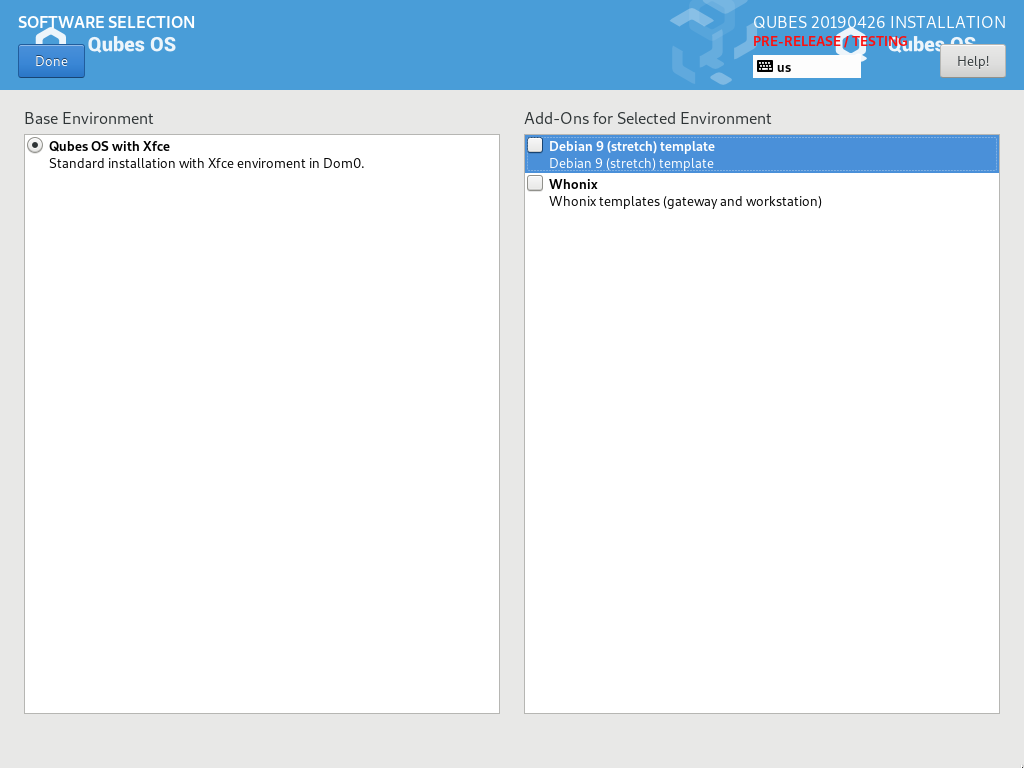 SOFTWARE SELECTION
Qubes OS
Done
QUBES 20190426 INSTALLATION
PRE-RELEASE / TESTING
Qubes OS
us
Help!
Base Environment
Qubes OS with Xfce
Standard installation with Xfce enviroment in Dom0.
Add-Ons for Selected Environment
Debian 9 (stretch) template
Debian 9 (stretch) template
Whonix
Whonix templates (gateway and workstation)